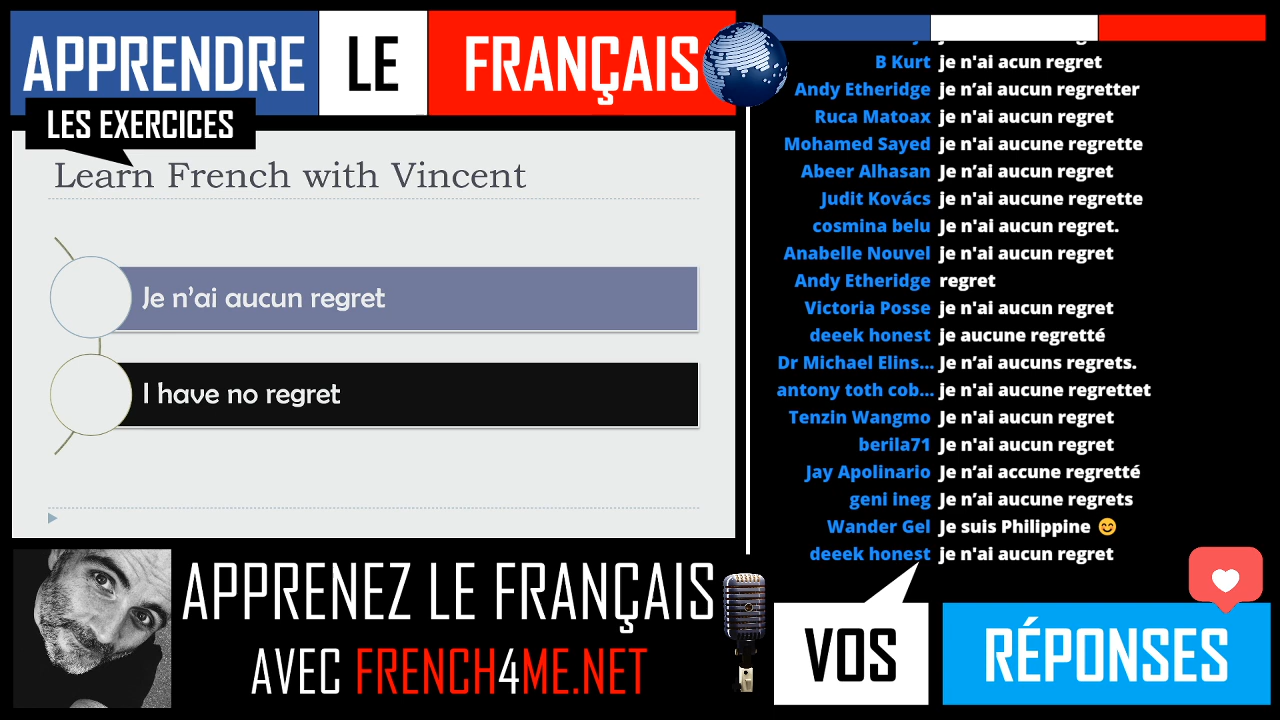 APPRENDRE LE FRANÇAIS
LES EXERCICES
Learn French with Vincent
Je n’ai aucun regret
I have no regret
APPRENEZ LE FRANÇAIS
AVEC FRENCH4ME.NET
B Kurt je n'ai acun regret
Andy Etheridge je n’ai aucun regretter
Ruca Matoax je n'ai aucun regret
Mohamed Sayed je n'ai aucune regrette
Abeer Alhasan Je n’ai aucun regret
Judit Kovács je n'ai aucune regrette
cosmina belu Je n'ai aucun regret.
Anabelle Nouvel je n'ai aucun regret
Andy Etheridge regret
Victoria Posse je n'ai aucun regret
deeek honest je aucune regretté
Dr Michael Elins... Je n’ai aucuns regrets.
antony toth cob... je n'ai aucune regrettet
Tenzin Wangmo Je n'ai aucun regret
berila71 Je n'ai aucun regret
Jay Apolinario Je n’ai accune regretté
geni ineg Je n’ai aucune regrets
Wander Gel Je suis Philippine 😊
deeek honest je n'ai aucun regret
VOS RÉPONSES